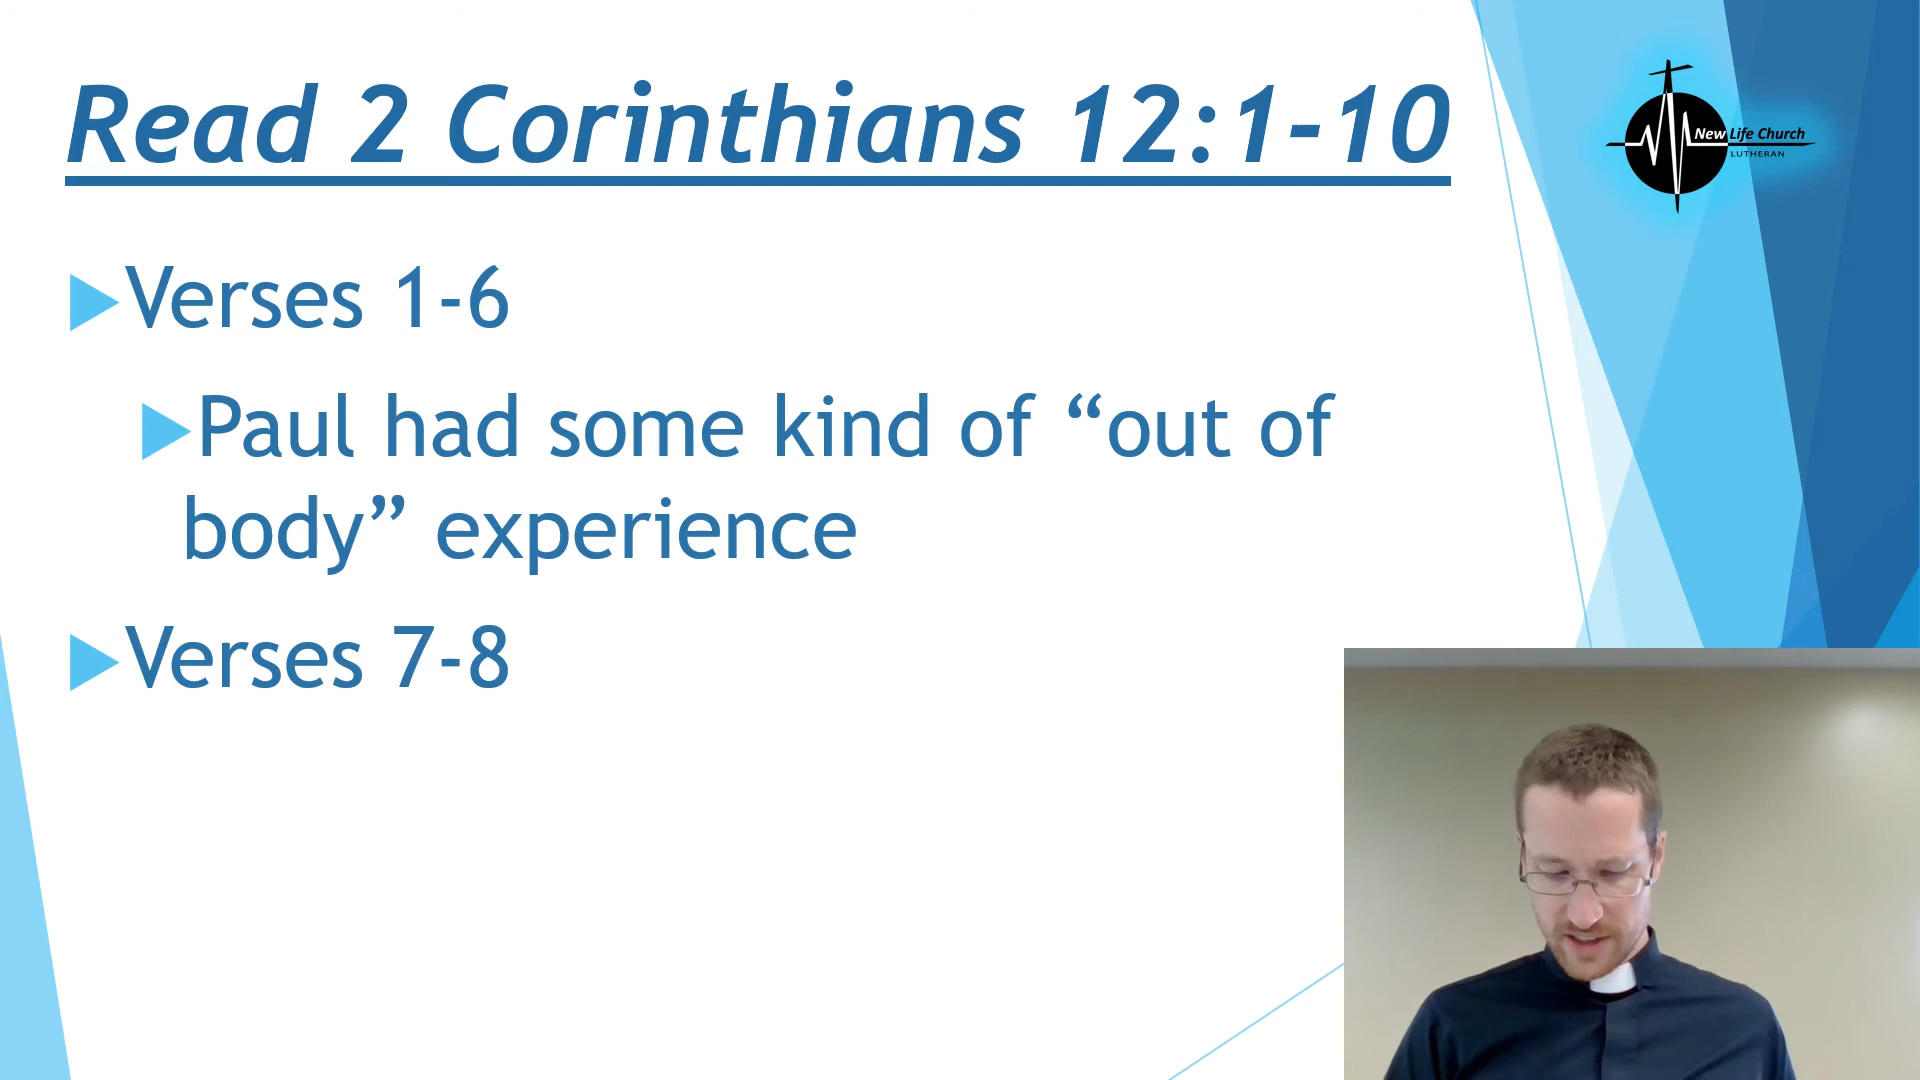 Read 2 Corinthians 12:1-10
New Life Church
LUTHERAN
Verses 1-6
Paul had some kind of “out of
body” experience
Verses 7-8